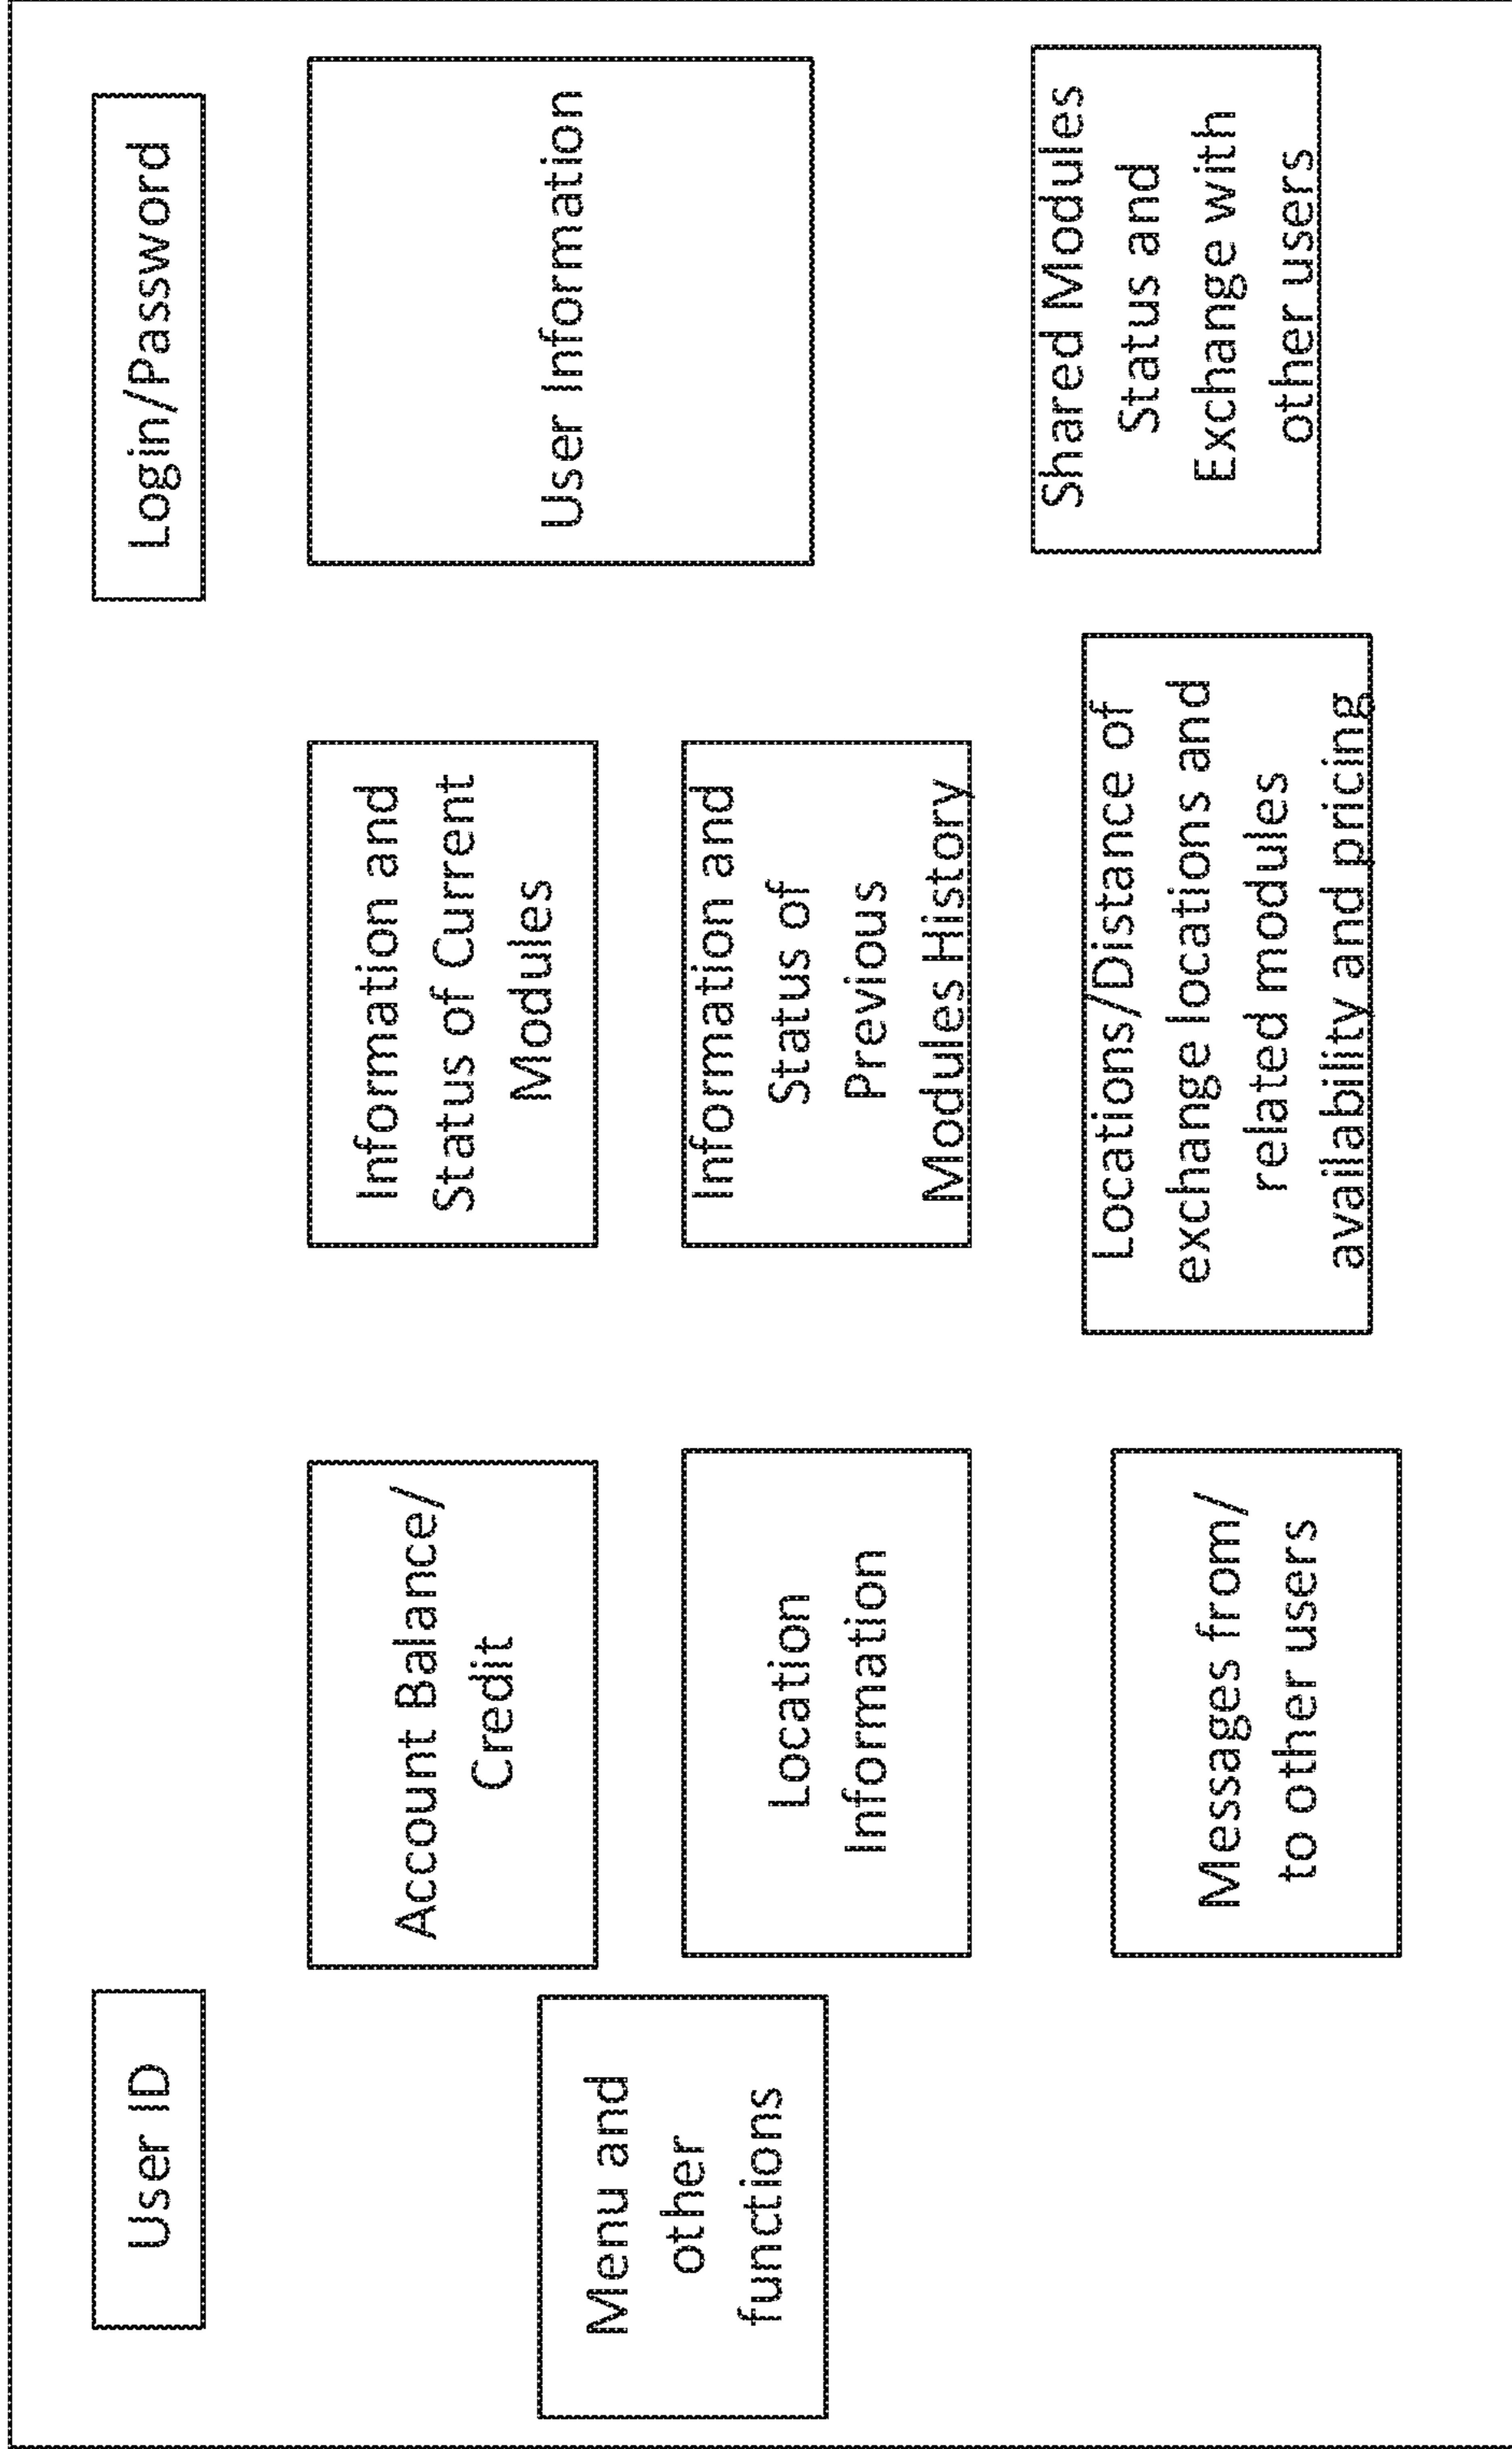 User ID
Login/Password
Menu and
other
functions
Account Balance/
Credit
Location
Information
Messages from/
to other users
Information and
Status of Current
Modules
Information and
Status of
Previous
Modules History
Locations/Distance of
exchange locations and
related modules
availability and pricing
User Information
Shared Modules
Status and
Exchange with
other users